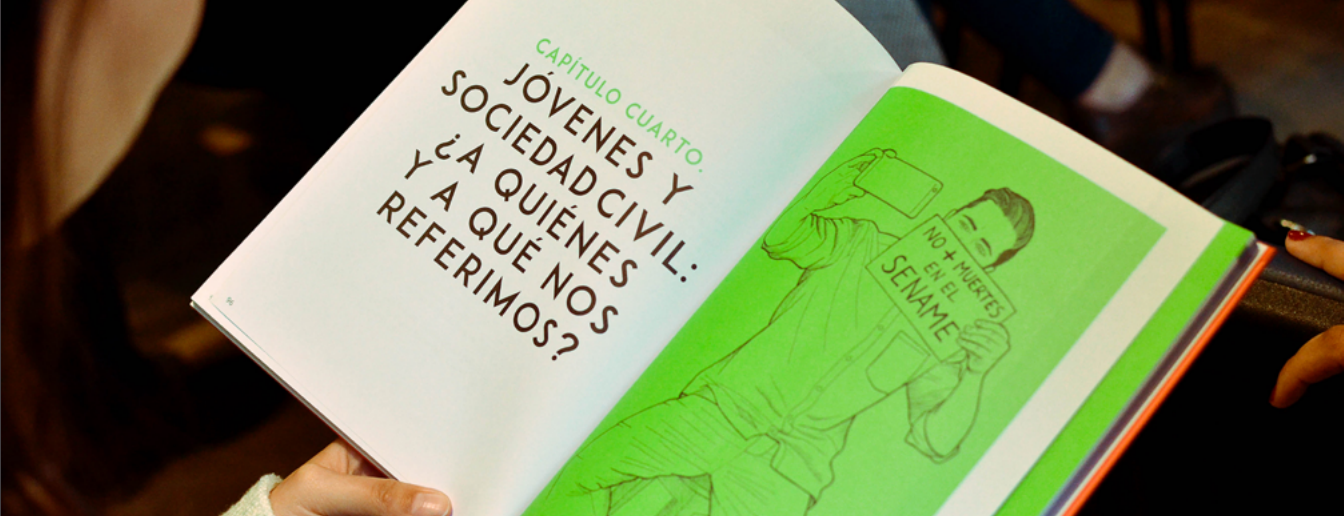 CAPÍTULO CUARTO.
JÓVENES Y
SOCIEDAD CIVIL:
¿A QUIÉNES
Y A QUÉ NOS
REFERIMOS?
NO + MUERTES
EN EL
SENAME